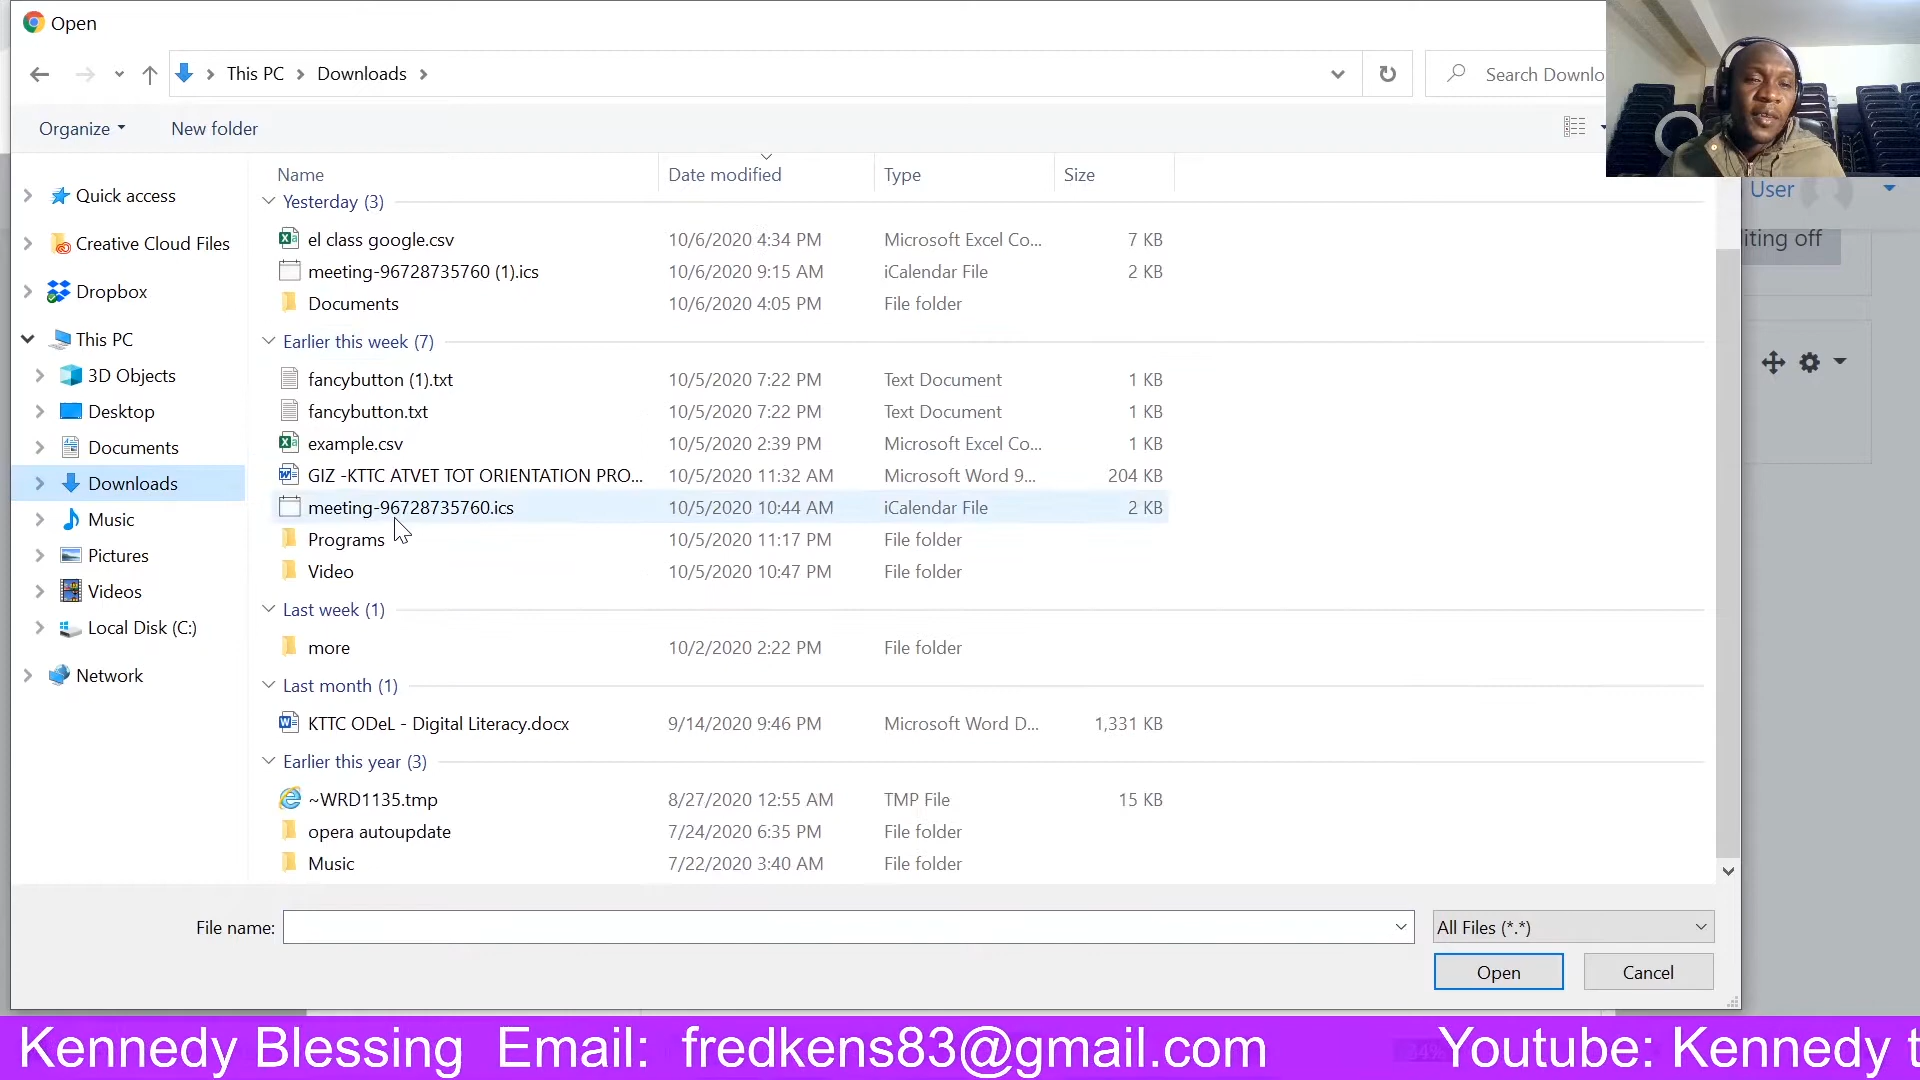 Open
This PC > Downloads >
Search Downlo
Organize
New folder
Name
Date modified
Type
Size
Quick access
Creative Cloud Files
Dropbox
This PC
3D Objects
Desktop
Documents
Downloads
Music
Pictures
Videos
Local Disk (C:)
Network
Yesterday (3)
el class google.csv 10/6/2020 4:34 PM Microsoft Excel Co... 7 KB
meeting-96728735760 (1).ics 10/6/2020 9:15 AM iCalendar File 2 KB
Documents 10/6/2020 4:05 PM File folder
Earlier this week (7)
fancybutton (1).txt 10/5/2020 7:22 PM Text Document 1 KB
fancybutton.txt 10/5/2020 7:22 PM Text Document 1 KB
example.csv 10/5/2020 2:39 PM Microsoft Excel Co... 1 KB
GIZ -KTTC ATVET TOT ORIENTATION PRO... 10/5/2020 11:32 AM Microsoft Word 9... 204 KB
meeting-96728735760.ics 10/5/2020 10:44 AM iCalendar File 2 KB
Programs 10/5/2020 11:17 PM File folder
Video 10/5/2020 10:47 PM File folder
Last week (1)
more 10/2/2020 2:22 PM File folder
Last month (1)
KTTC ODeL - Digital Literacy.docx 9/14/2020 9:46 PM Microsoft Word D... 1,331 KB
Earlier this year (3)
~WRD1135.tmp 8/27/2020 12:55 AM TMP File 15 KB
opera autoupdate 7/24/2020 6:35 PM File folder
Music 7/22/2020 3:40 AM File folder
User
iting off
File name:
All Files (*.*)
Open
Cancel
Kennedy Blessing Email: fredkens83@gmail.com Youtube: Kennedy t